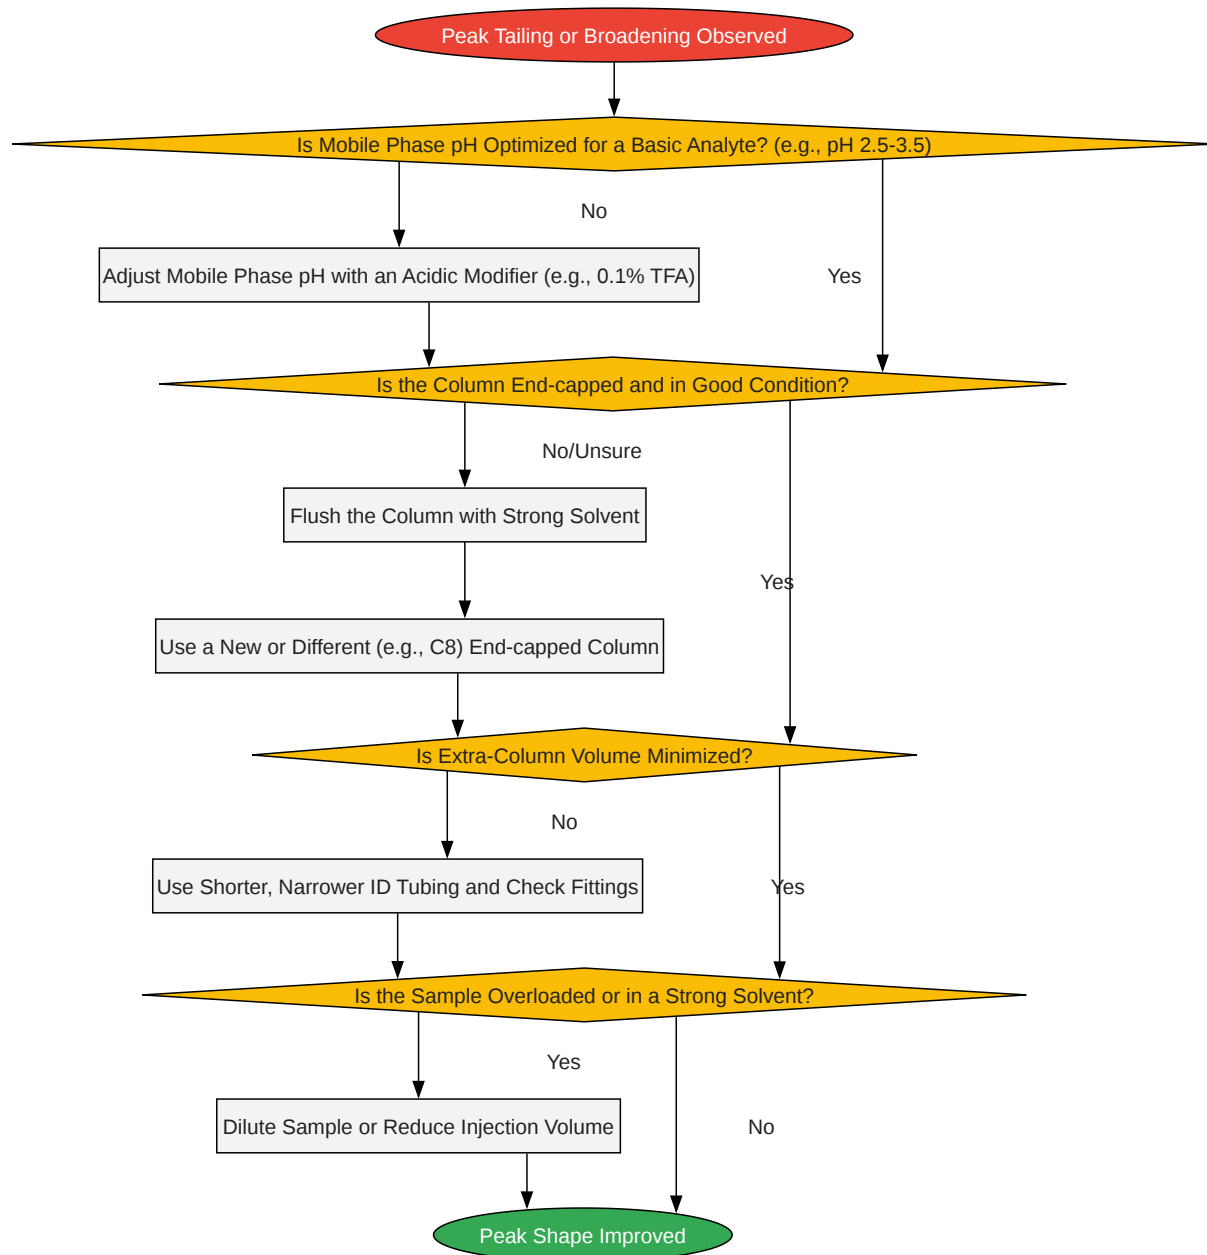 Peak Tailing or Broadening Observed
Is Mobile Phase pH Optimized for a Basic Analyte? (e.g., pH 2.5-3.5)
No
Adjust Mobile Phase pH with an Acidic Modifier (e.g., 0.1% TFA)
Yes
Is the Column End-capped and in Good Condition?
No/Unsure
Flush the Column with Strong Solvent
Yes
Use a New or Different (e.g., C8) End-capped Column
Is Extra-Column Volume Minimized?
No
Use Shorter, Narrower ID Tubing and Check Fittings
Yes
Is the Sample Overloaded or in a Strong Solvent?
Yes
Dilute Sample or Reduce Injection Volume
No
Peak Shape Improved